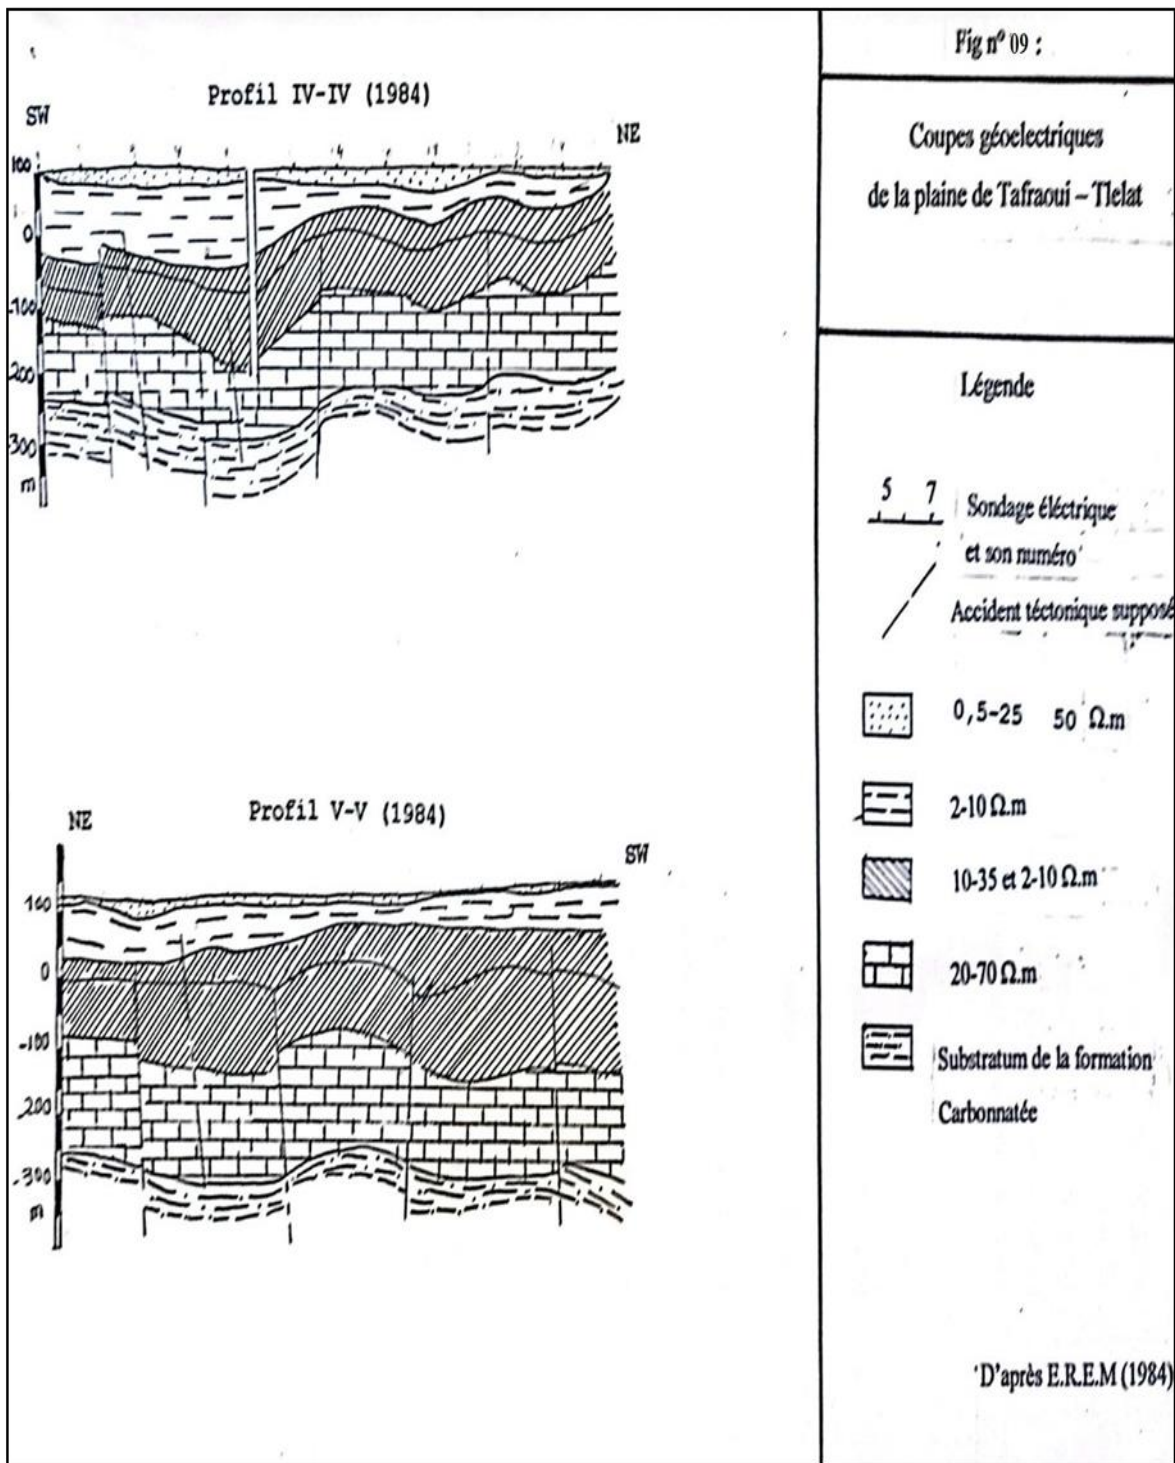 Profil IV-IV (1984)
SW
NE
100
0
-100
-200
-300
m
Profil V-V (1984)
NE
SW
100
0
-100
-200
-300
m
Fig nº 09 :
Coupes géoelectriques
de la plaine de Tafraoui – Tlelat
Légende
5 7
Sondage éléctrique
et son numéro
Accident téctonique supposé
0,5-25 50 Ω.m
2-10 Ω.m
10-35 et 2-10 Ω.m
20-70 Ω.m
Substratum de la formation
Carbonnatée
D'après E.R.E.M (1984)